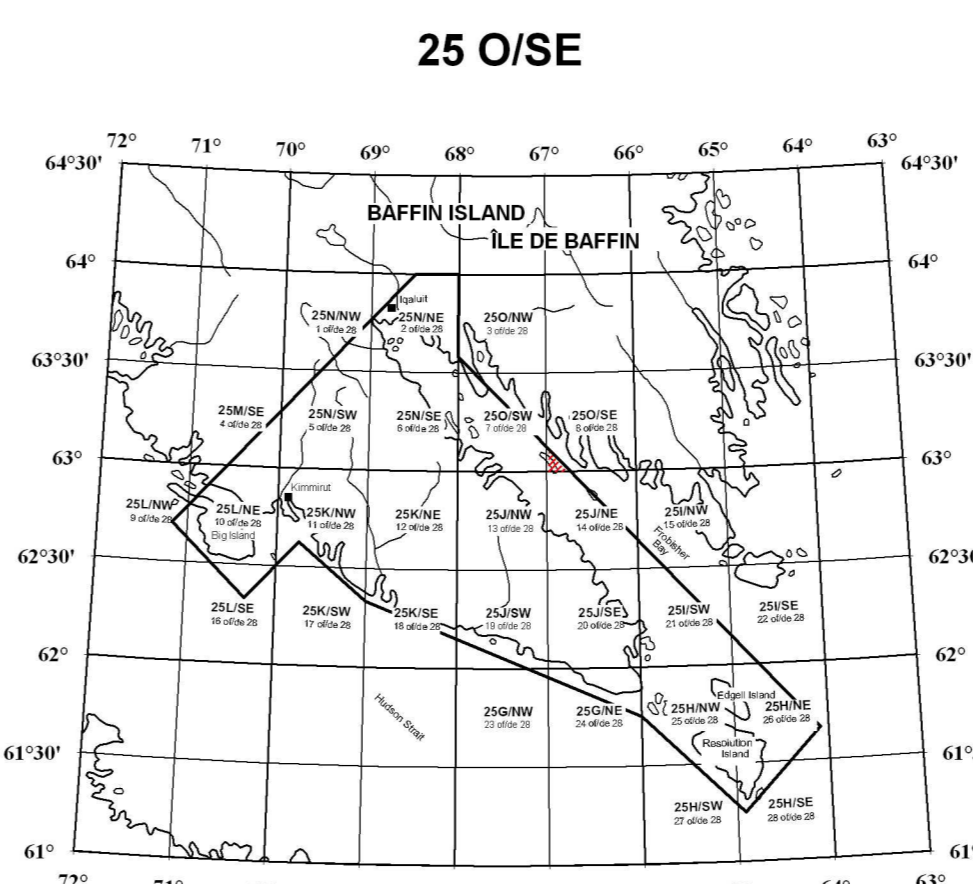 25 O/SE
72° 71° 70° 69° 68° 67° 66° 65° 64° 63°
64°30' 64°30'
BAFFIN ISLAND
ÎLE DE BAFFIN
64° 64°
Iqaluit
25N/NW 25N/NE 25O/NW
1 of/de 28 2 of/de 28 3 of/de 28
63°30' 63°30'
25M/SE 25N/SW 25N/SE 25O/SW 25O/SE
4 of/de 28 5 of/de 28 6 of/de 28 7 of/de 28 8 of/de 28
63° 63°
Kimmirut
25L/NW 25L/NE 25K/NW 25K/NE 25J/NW 25J/NE 25I/NW
9 of/de 28 10 of/de 28 11 of/de 28 12 of/de 28 13 of/de 28 14 of/de 28 15 of/de 28
Big Island
Frobisher
Bay
62°30' 62°30'
25L/SE 25K/SW 25K/SE 25J/SW 25J/SE 25I/SW 25I/SE
16 of/de 28 17 of/de 28 18 of/de 28 19 of/de 28 20 of/de 28 21 of/de 28 22 of/de 28
62° 62°
Edgell Island
Hudson Strait
25G/NW 25G/NE 25H/NW 25H/NE
23 of/de 28 24 of/de 28 25 of/de 28 26 of/de 28
Resolution
Island
61°30' 61°
25H/SW 25H/SE
27 of/de 28 28 of/de 28
61° 61°
72° 71° 64° 63°